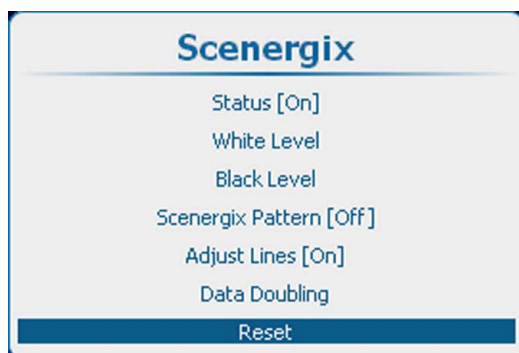 Scenergix
Status [On]
White Level
Black Level
Scenergix Pattern [Off]
Adjust Lines [On]
Data Doubling
Reset